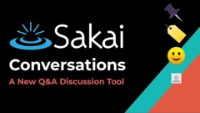 Sakai
Conversations
A New Q&A Discussion Tool